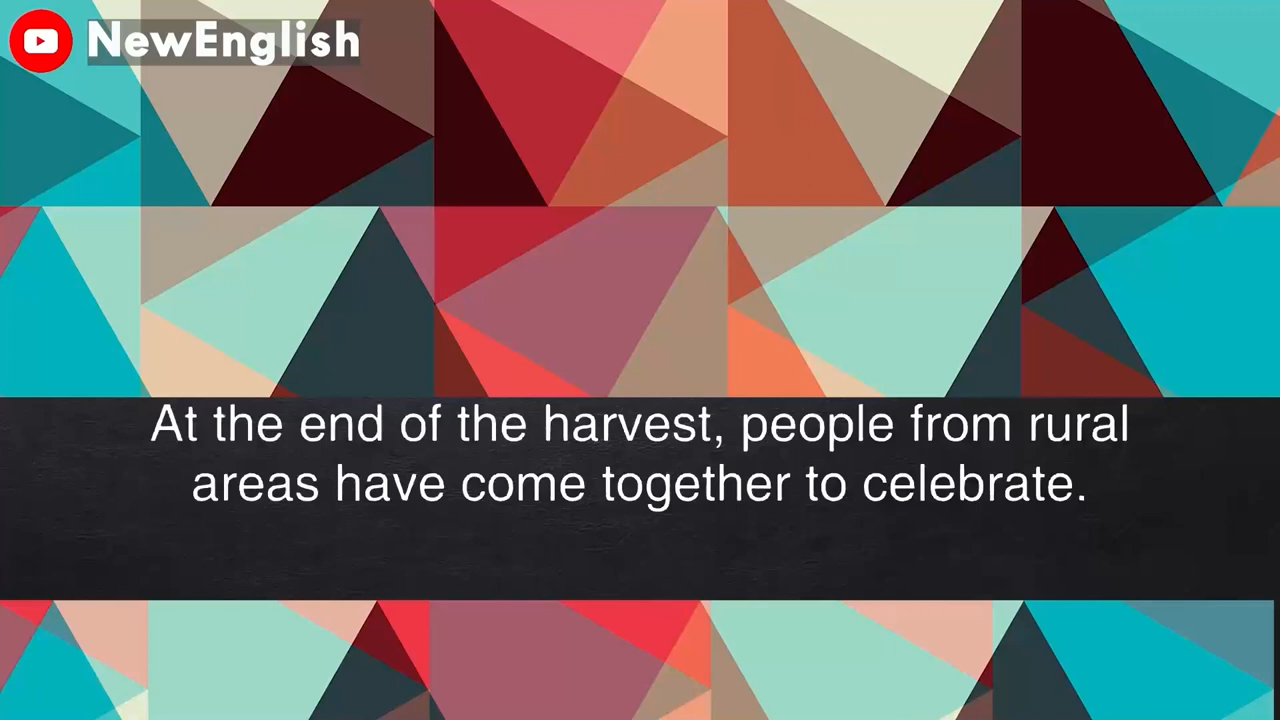 NewEnglish
At the end of the harvest, people from rural
areas have come together to celebrate.